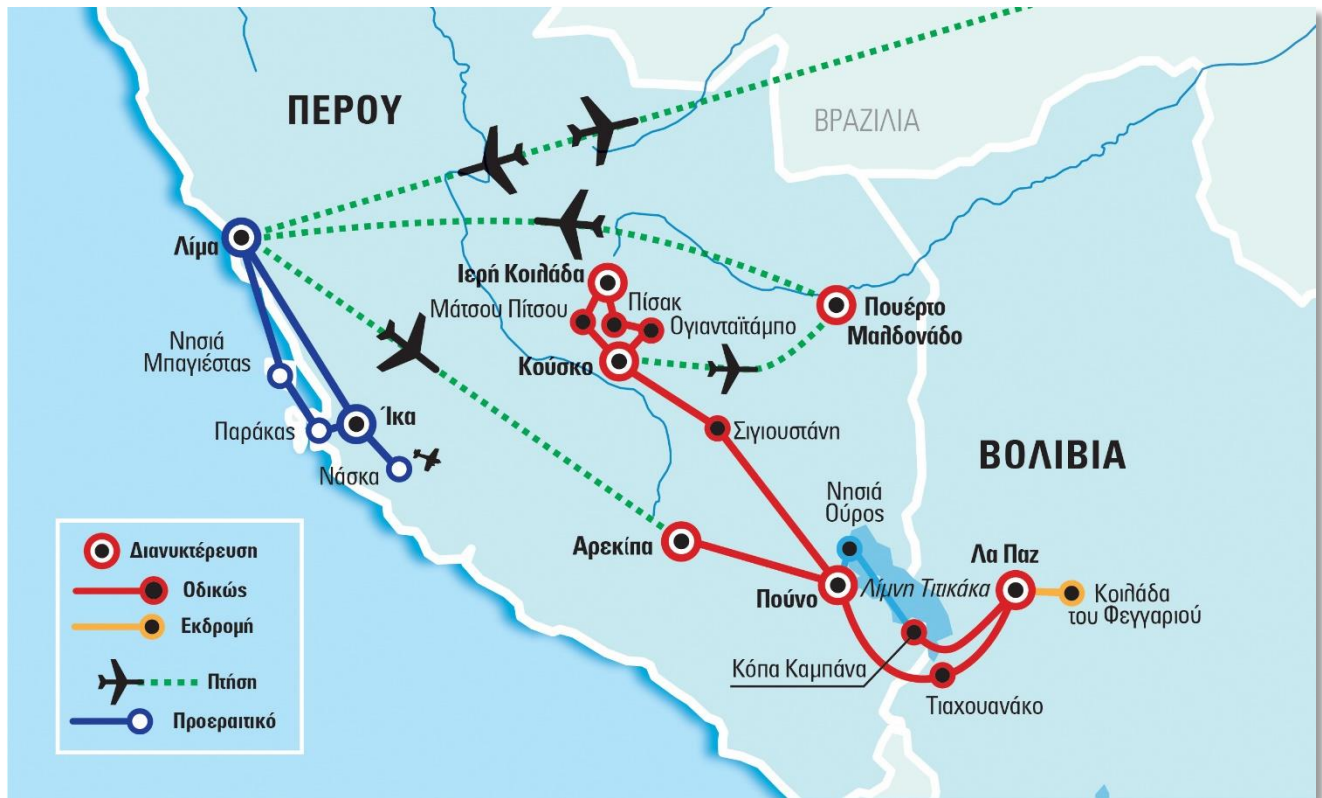 ΠΕΡΟΥ
ΒΡΑΖΙΛΙΑ
Λίμα
Ιερή Κοιλάδα
Μάτσου Πίτσου
Πίσακ
Ογιανταϊτάμπο
Πουέρτο
Μαλδονάδο
Νησιά
Μπαγιέστας
Κούσκο
Παράκας
Ίκα
Σιγιουστάνη
ΒΟΛΙΒΙΑ
Νάσκα
Νησιά
Ούρος
Αρεκίπα
Λα Παζ
Πούνο
Λίμνη Τιτικάκα
Κοιλάδα
του Φεγγαριού
Κόπα Καμπάνα
Τιαχουανάκο
Διανυκτέρευση
Οδικώς
Εκδρομή
Πτήση
Προεραιτικό